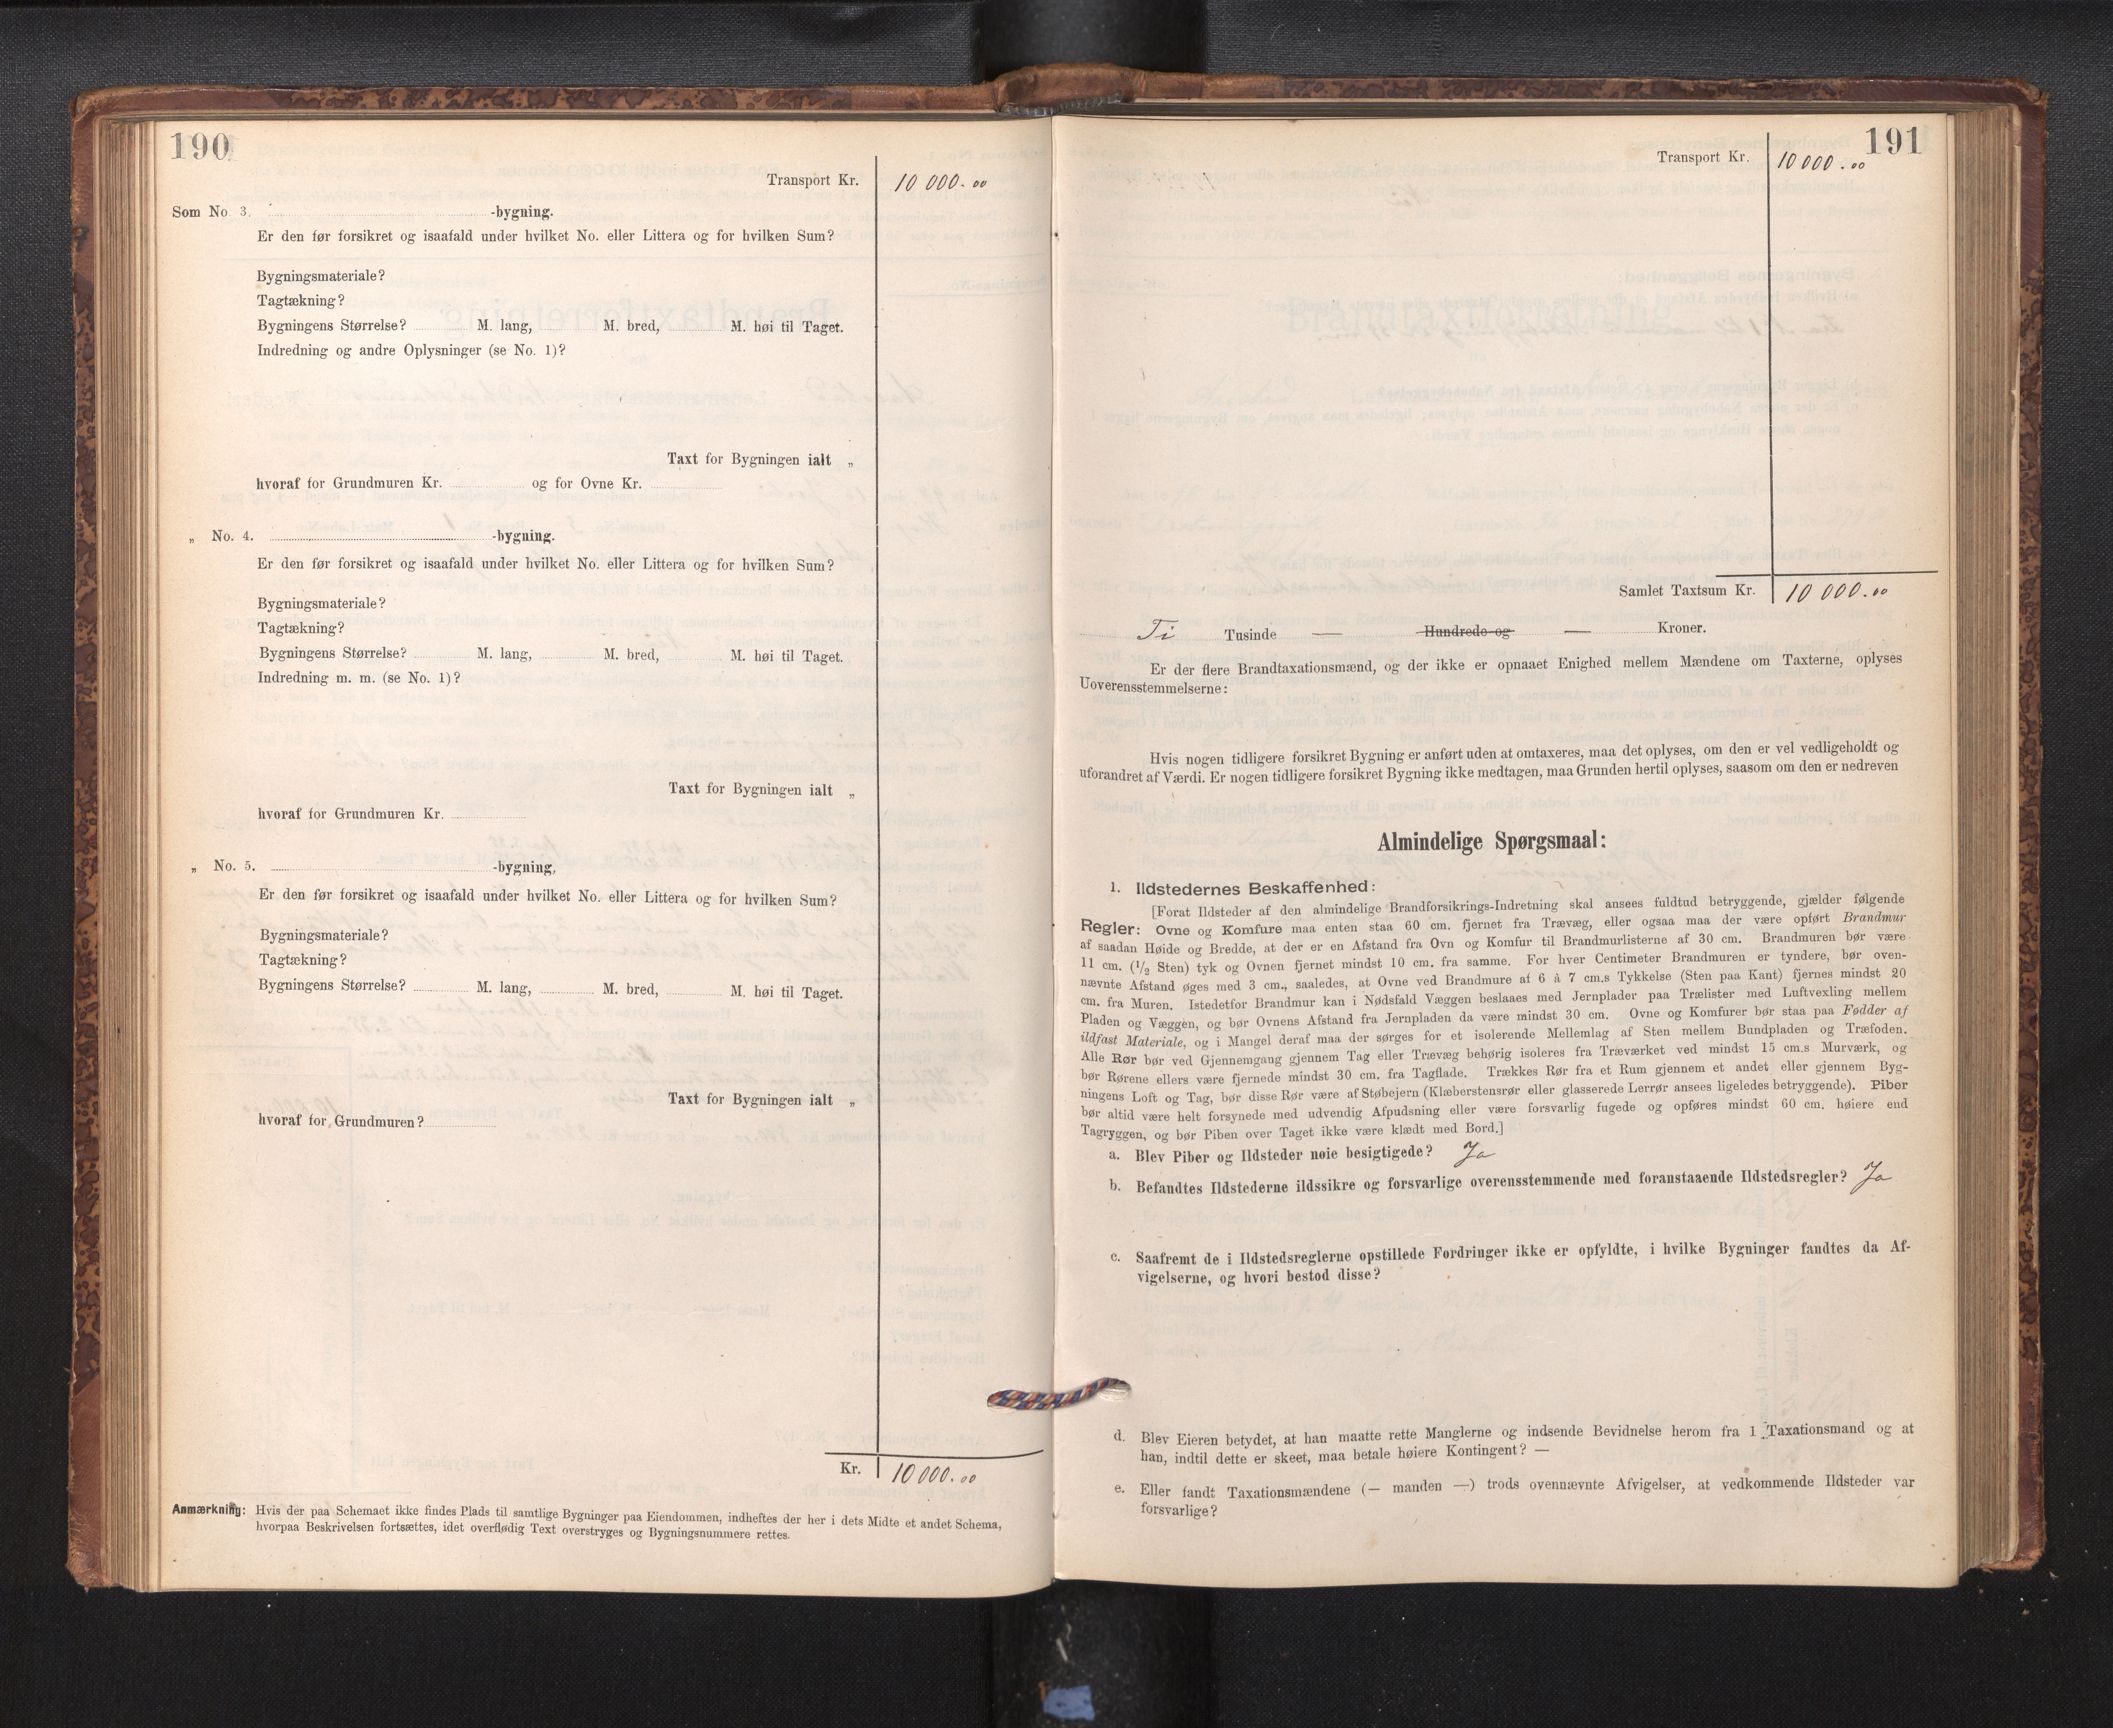 190
Transport Kr. 10 000.00
Som No. 3. -bygning.
Er den før forsikret og isaafald under hvilket No. eller Littera og for hvilken Sum?
Bygningsmateriale?
Tagtækning?
Bygningens Størrelse? M. lang, M. bred, M. høi til Taget.
Indredning og andre Oplysninger (se No. 1)?
Taxt for Bygningen ialt „
hvoraf for Grundmuren Kr. og for Ovne Kr.
„ No. 4. -bygning.
Er den før forsikret og isaafald under hvilket No. eller Littera og for hvilken Sum?
Bygningsmateriale?
Tagtækning?
Bygningens Størrelse? M. lang, M. bred, M. høi til Taget.
Indredning m. m. (se No. 1)?
Taxt for Bygningen ialt „
hvoraf for Grundmuren Kr.
„ No. 5. -bygning,
Er den før forsikret og isaafald under hvilket No. eller Littera og for hvilken Sum?
Bygningsmateriale?
Tagtækning?
Bygningens Størrelse? M. lang, M. bred, M. høi til Taget.
Taxt for Bygningen ialt „
hvoraf for Grundmuren?
Kr. 10 000.00
Anmærkning: Hvis der paa Schemaet ikke findes Plads til samtlige Bygninger paa Eiendommen, indheftes der her i dets Midte et andet Schema,
hvorpaa Beskrivelsen fortsættes, idet overflødig Text overstryges og Bygningsnummere rettes.
191
Transport Kr. 10 000.00
Samlet Taxtsum Kr. 10 000.00
Ti Tusinde — Hundrede og — Kroner.
Er der flere Brandtaxationsmænd, og der ikke er opnaaet Enighed mellem Mændene om Taxterne, oplyses
Uoverensstemmelserne:
Hvis nogen tidligere forsikret Bygning er anført uden at omtaxeres, maa det oplyses, om den er vel vedligeholdt og
uforandret af Værdi. Er nogen tidligere forsikret Bygning ikke medtagen, maa Grunden hertil oplyses, saasom om den er nedreven
Almindelige Spørgsmaal:
1. Ildstedernes Beskaffenhed:
[Forat Ildsteder af den almindelige Brandforsikrings-Indretning skal ansees fuldtud betryggende, gjælder følgende
Regler: Ovne og Komfure maa enten staa 60 cm. fjernet fra Trævæg, eller ogsaa maa der være opført Brandmur
af saadan Høide og Bredde, at der er en Afstand fra Ovn og Komfur til Brandmurlisterne af 30 cm. Brandmuren bør være
11 cm. (1/2 Sten) tyk og Ovnen fjernet mindst 10 cm. fra samme. For hver Centimeter Brandmuren er tyndere, bør oven-
nævnte Afstand øges med 3 cm., saaledes, at Ovne ved Brandmure af 6 à 7 cm.s Tykkelse (Sten paa Kant) fjernes mindst 20
cm. fra Muren. Istedetfor Brandmur kan i Nødsfald Væggen beslaaes med Jernplader paa Trælister med Luftvexling mellem
Pladen og Væggen, og bør Ovnens Afstand fra Jernpladen da være mindst 30 cm. Ovne og Komfurer bør staa paa Fødder af
ildfast Materiale, og i Mangel deraf maa der sørges for et isolerende Mellemlag af Sten mellem Bundpladen og Træfoden.
Alle Rør bør ved Gjennemgang gjennem Tag eller Trævæg behørig isoleres fra Træværket ved mindst 15 cm.s Murværk, og
bør Rørene ellers være fjernede mindst 30 cm. fra Tagflade. Trækkes Rør fra et Rum gjennem et andet eller gjennem Byg-
ningens Loft og Tag, bør disse Rør være af Støbejern (Klæberstensrør eller glasserede Lerrør ansees ligeledes betryggende). Piber
bør altid være helt forsynede med udvendig Afpudsning eller være forsvarlig fugede og opføres mindst 60 cm. høiere end
Tagryggen, og bør Piben over Taget ikke være klædt med Bord.]
a. Blev Piber og Ildsteder nøie besigtigede? Ja
b. Befandtes Ildstederne ildssikre og forsvarlige overensstemmende med foranstaaende Ildstedsregler? Ja
c. Saafremt de i Ildstedsreglerne opstillede Fordringer ikke er opfyldte, i hvilke Bygninger fandtes da Af-
vigelserne, og hvori bestod disse?
d. Blev Eieren betydet, at han maatte rette Manglerne og indsende Bevidnelse herom fra 1 Taxationsmand og at
han, indtil dette er skeet, maa betale høiere Kontingent? —
e. Eller fandt Taxationsmændene (— manden —) trods ovennævnte Afvigelser, at vedkommende Ildsteder var
forsvarlige?